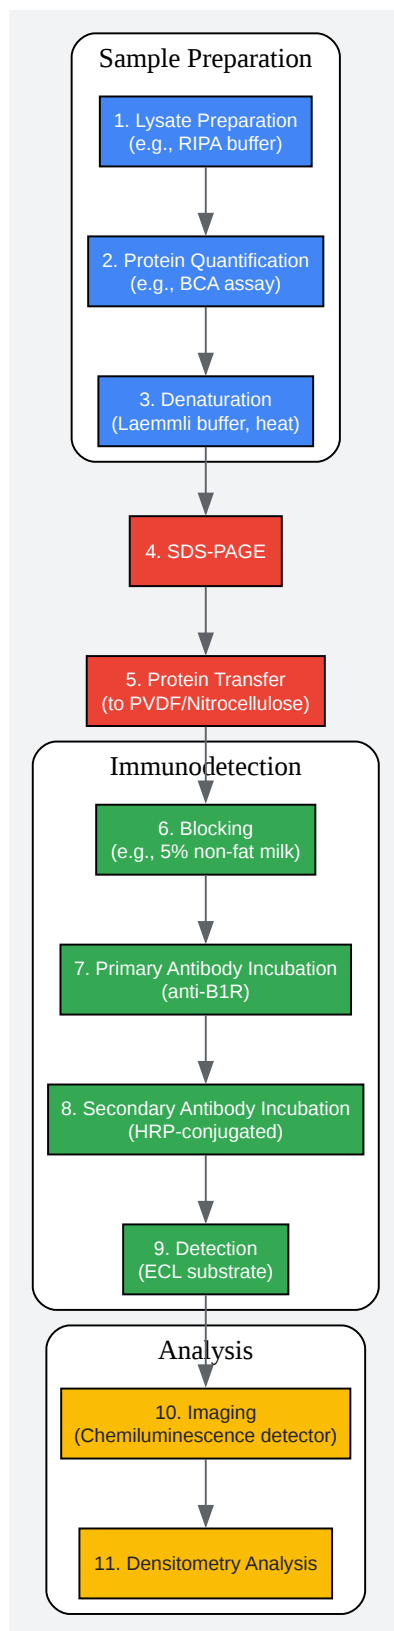 Sample Preparation
1. Lysate Preparation
(e.g., RIPA buffer)
2. Protein Quantification
(e.g., BCA assay)
3. Denaturation
(Laemmli buffer, heat)
4. SDS-PAGE
5. Protein Transfer
(to PVDF/Nitrocellulose)
Immunodetection
6. Blocking
(e.g., 5% non-fat milk)
7. Primary Antibody Incubation
(anti-B1R)
8. Secondary Antibody Incubation
(HRP-conjugated)
9. Detection
(ECL substrate)
Analysis
10. Imaging
(Chemiluminescence detector)
11. Densitometry Analysis